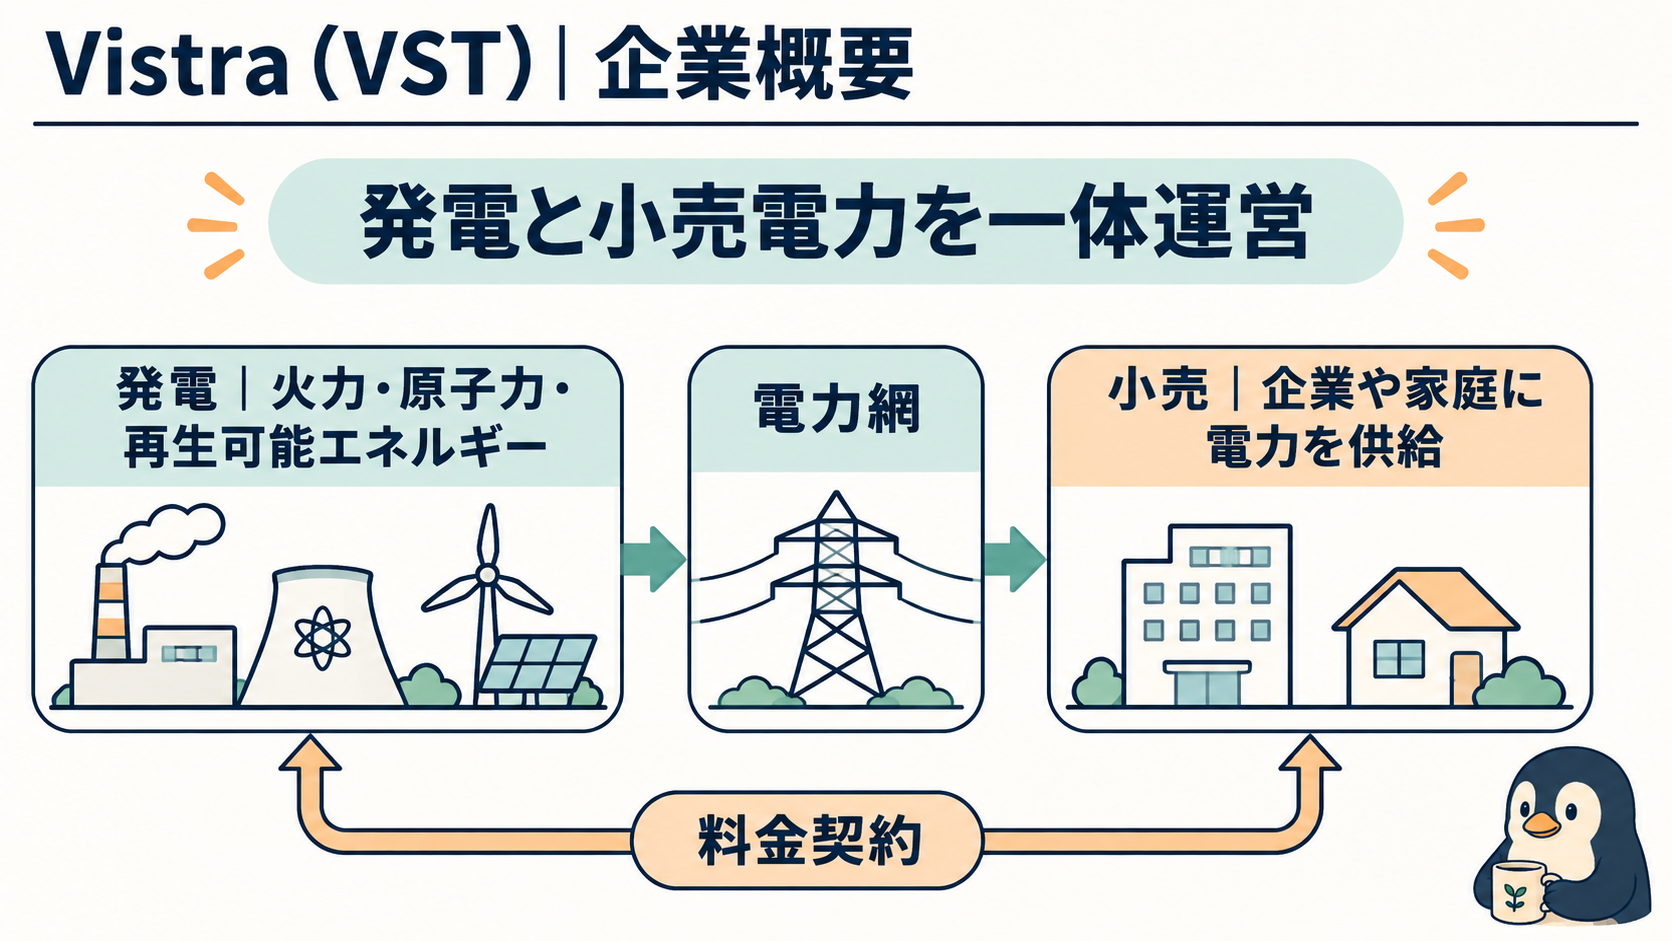 Vistra（VST）｜企業概要
発電と小売電力を一体運営
発電｜火力・原子力・
再生可能エネルギー
電力網
小売｜企業や家庭に
電力を供給
料金契約